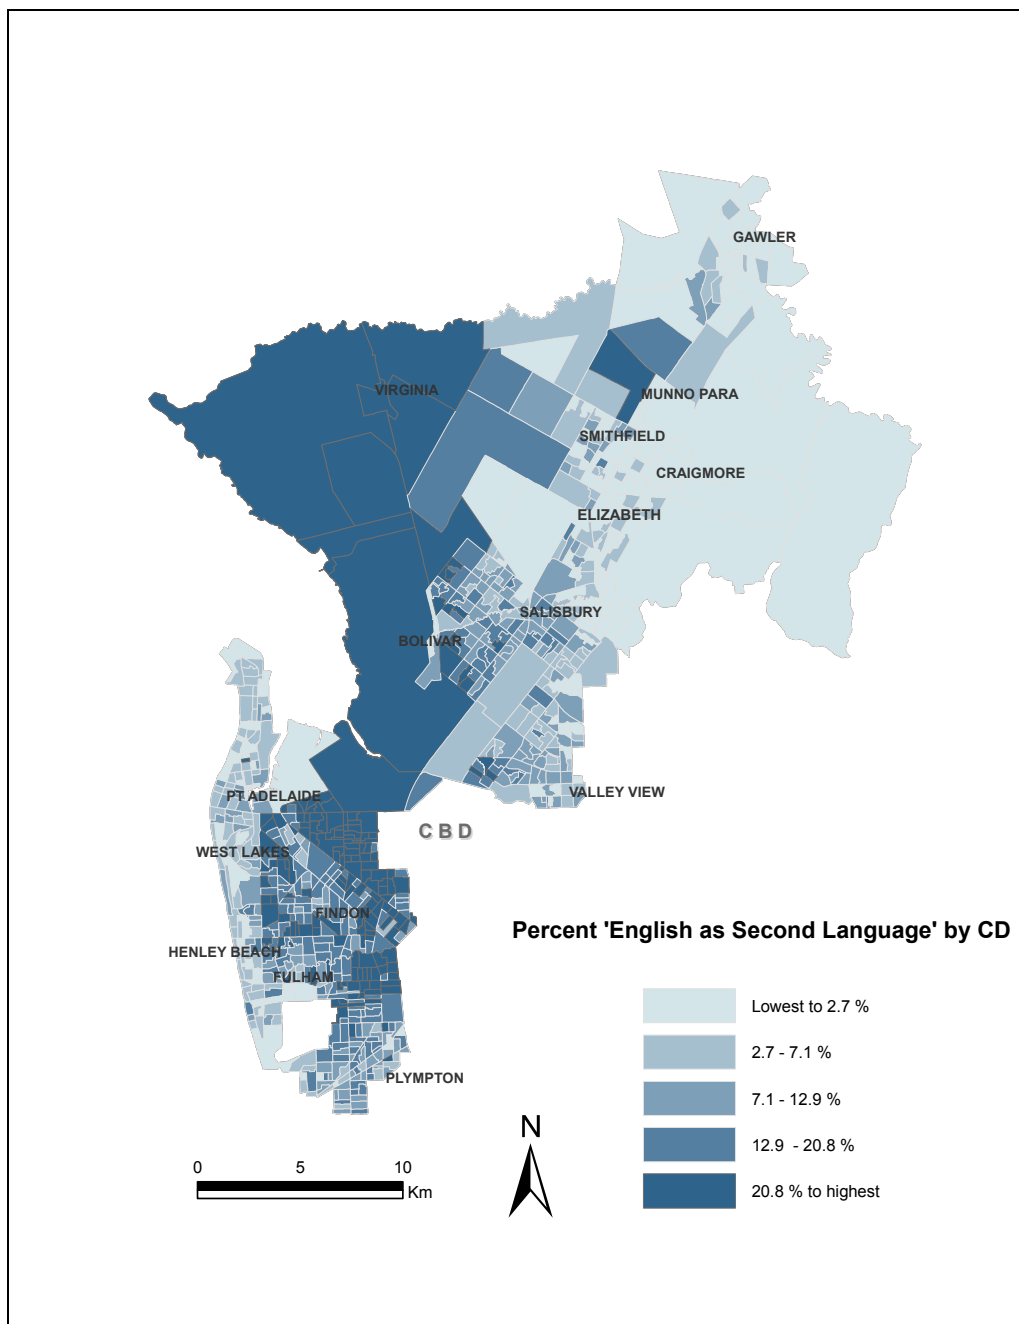 GAWLER
VIRGINIA
MUNNO PARA
SMITHFIELD
CRAIGMORE
ELIZABETH
SALISBURY
BOLIVAR
VALLEY VIEW
PT ADELAIDE
CBD
WEST LAKES
FINDON
HENLEY BEACH
FULHAM
PLYMPTON
Percent 'English as Second Language' by CD
Lowest to 2.7 %
2.7 - 7.1 %
7.1 - 12.9 %
12.9 - 20.8 %
20.8 % to highest
N
0 5 10
Km